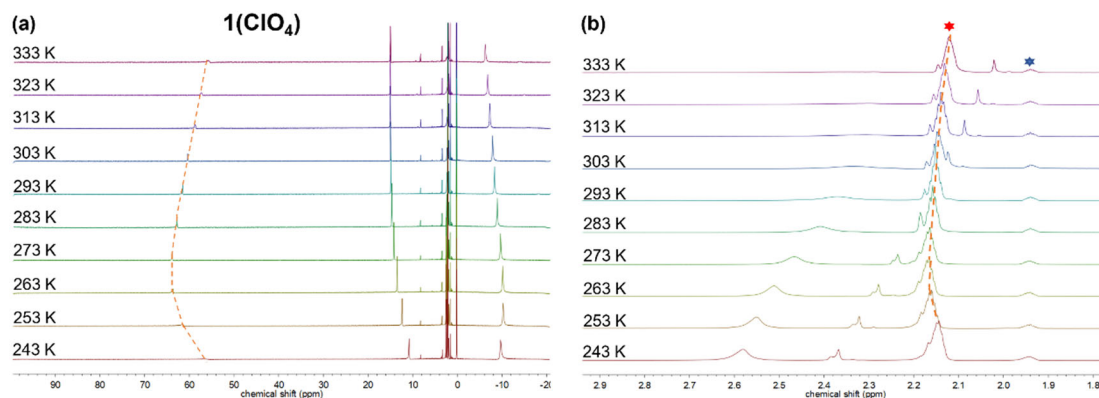 (a) 1(ClO₄)
333 K
323 K
313 K
303 K
293 K
283 K
273 K
263 K
253 K
243 K
90 80 70 60 50 40 30 20 10 0 -10 -20
chemical shift (ppm)
(b)
333 K
323 K
313 K
303 K
293 K
283 K
273 K
263 K
253 K
243 K
2.9 2.8 2.7 2.6 2.5 2.4 2.3 2.2 2.1 2.0 1.9 1.8
chemical shift (ppm)